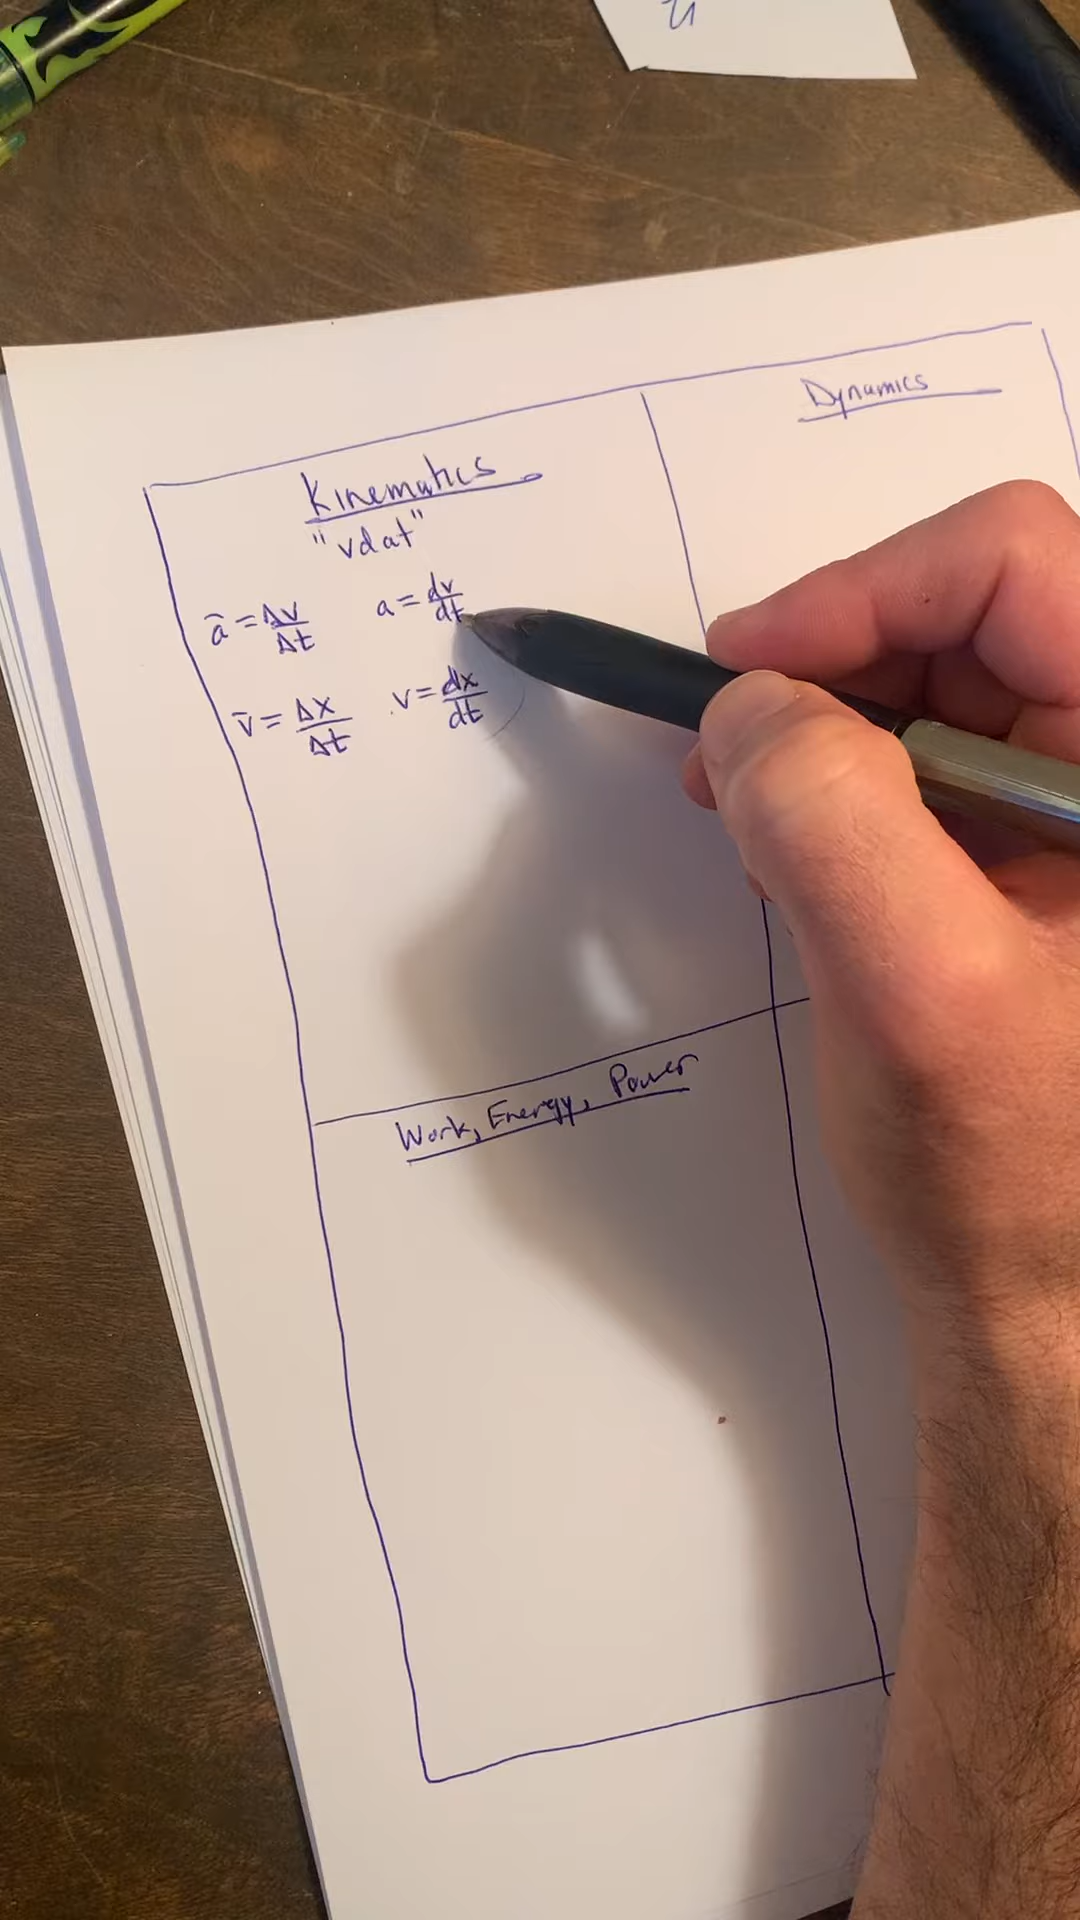 Dynamics
Kinematics
"vdat"
a̅ = Δv/Δt a = dv/dt
v̅ = Δx/Δt v = dx/dt
Work, Energy, Power